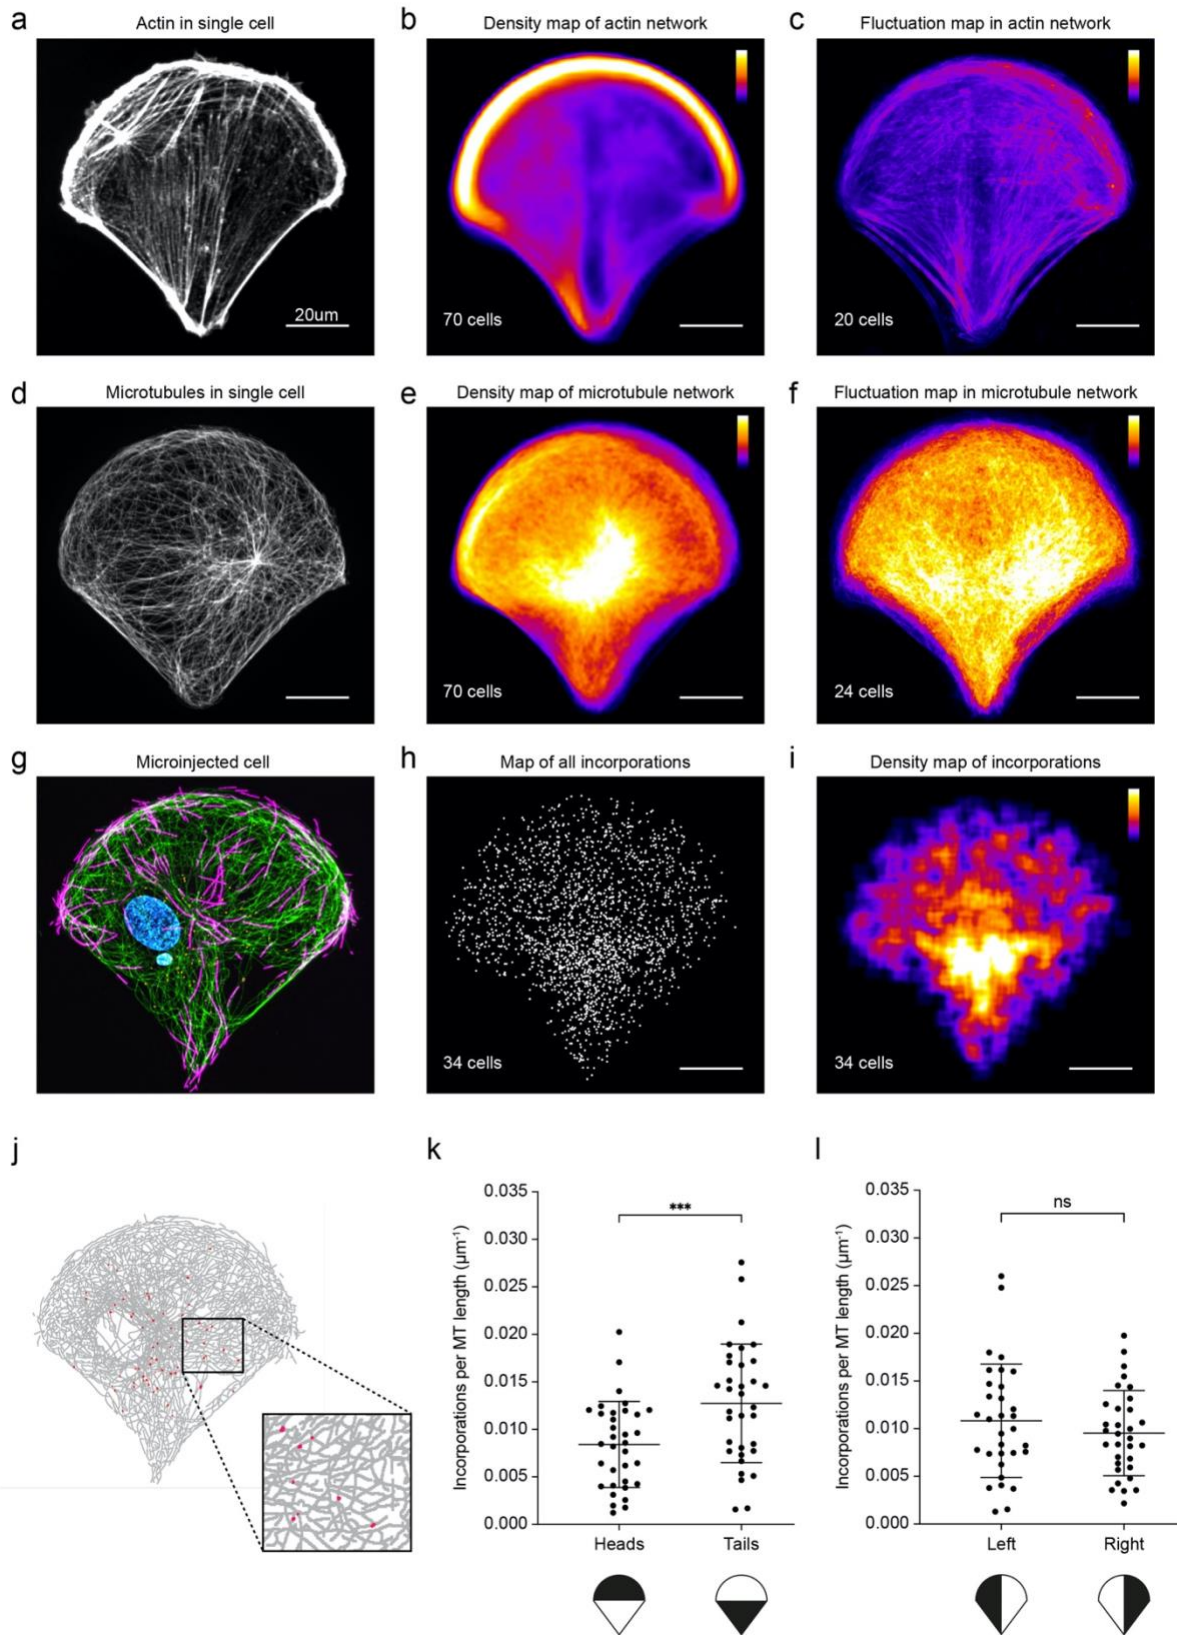 a Actin in single cell
b Density map of actin network
c Fluctuation map in actin network
20um
70 cells
20 cells
d Microtubules in single cell
e Density map of microtubule network
f Fluctuation map in microtubule network
70 cells
24 cells
g Microinjected cell
h Map of all incorporations
i Density map of incorporations
34 cells
34 cells
j
k
Incorporations per MT length (µm⁻¹)
0.035
0.030
0.025
0.020
0.015
0.010
0.005
0.000
***
Heads
Tails
l
Incorporations per MT length (µm⁻¹)
0.035
0.030
0.025
0.020
0.015
0.010
0.005
0.000
ns
Left
Right